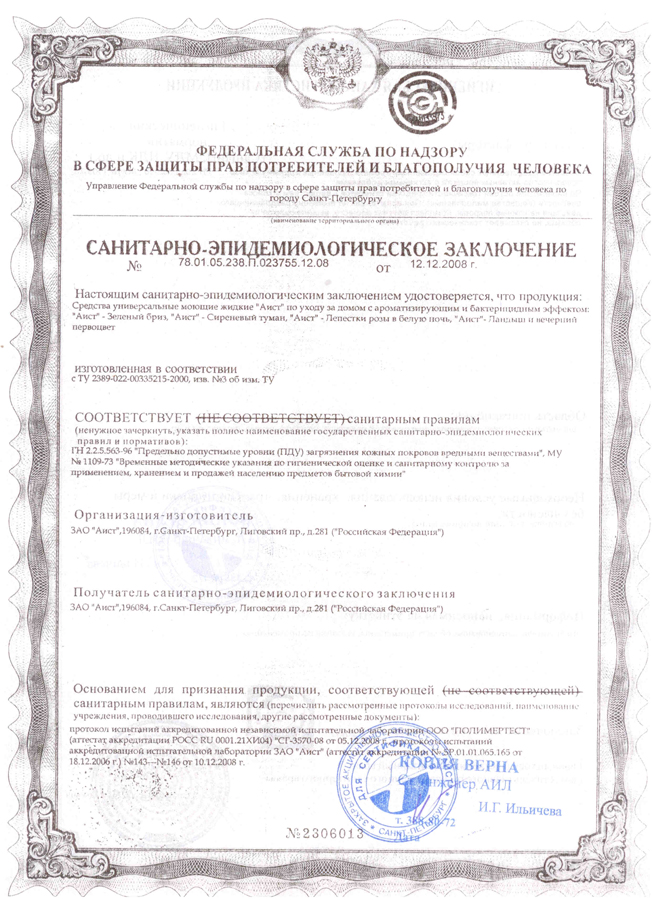 ФЕДЕРАЛЬНАЯ СЛУЖБА ПО НАДЗОРУ
В СФЕРЕ ЗАЩИТЫ ПРАВ ПОТРЕБИТЕЛЕЙ И БЛАГОПОЛУЧИЯ ЧЕЛОВЕКА
Управление Федеральной службы по надзору в сфере защиты прав потребителей и благополучия человека по
городу Санкт-Петербургу
(наименование территориального органа)
САНИТАРНО-ЭПИДЕМИОЛОГИЧЕСКОЕ ЗАКЛЮЧЕНИЕ
№ 78.01.05.238.П.023755.12.08 от 12.12.2008 г.
Настоящим санитарно-эпидемиологическим заключением удостоверяется, что продукция:
Средства универсальные моющие жидкие "Аист" по уходу за домом с ароматизирующим и бактерицидным эффектом:
"Аист" - Зеленый бриз, "Аист" - Сиреневый туман, "Аист" - Лепестки розы в белую ночь, "Аист"- Ландыш и вечерний
первоцвет
изготовленная в соответствии
с ТУ 2389-022-00335215-2000, изв. №3 об изм. ТУ
СООТВЕТСТВУЕТ (НЕ СООТВЕТСТВУЕТ) санитарным правилам
(ненужное зачеркнуть, указать полное наименование государственных санитарно-эпидемиологических
правил и нормативов):
ГН 2.2.5.563-96 "Предельно допустимые уровни (ПДУ) загрязнения кожных покровов вредными веществами", МУ
№ 1109-73 "Временные методические указания по гигиенической оценке и санитарному контролю за
применением, хранением и продажей населению предметов бытовой химии"
Организация-изготовитель
ЗАО "Аист",196084, г.Санкт-Петербург, Лиговский пр., д.281 ("Российская Федерация")
Получатель санитарно-эпидемиологического заключения
ЗАО "Аист",196084, г.Санкт-Петербург, Лиговский пр., д.281 ("Российская Федерация")
Основанием для признания продукции, соответствующей (не соответствующей)
санитарным правилам, являются (перечислить рассмотренные протоколы исследований, наименование
учреждения, проводившего исследования, другие рассмотренные документы):
протокол испытаний аккредитованной независимой испытательной лаборатории ООО "ПОЛИМЕРТЕСТ"
(аттестат аккредитации РОСС RU 0001.21ХИ04) "СТ-3570-08 от 05.12.2008 г., протоколы испытаний
аккредитованной испытательной лаборатории ЗАО "Аист" (аттестат аккредитации № SP.01.01.065.165 от
18.12.2006 г.) №143---№146 от 10.12.2008 г.
КОПИЯ ВЕРНА
инженер АИЛ
И.Г. Ильичева
ДЛЯ СЕРТИФИКАТОВ
САНКТ-ПЕТЕРБУРГ
Дата
№2306013